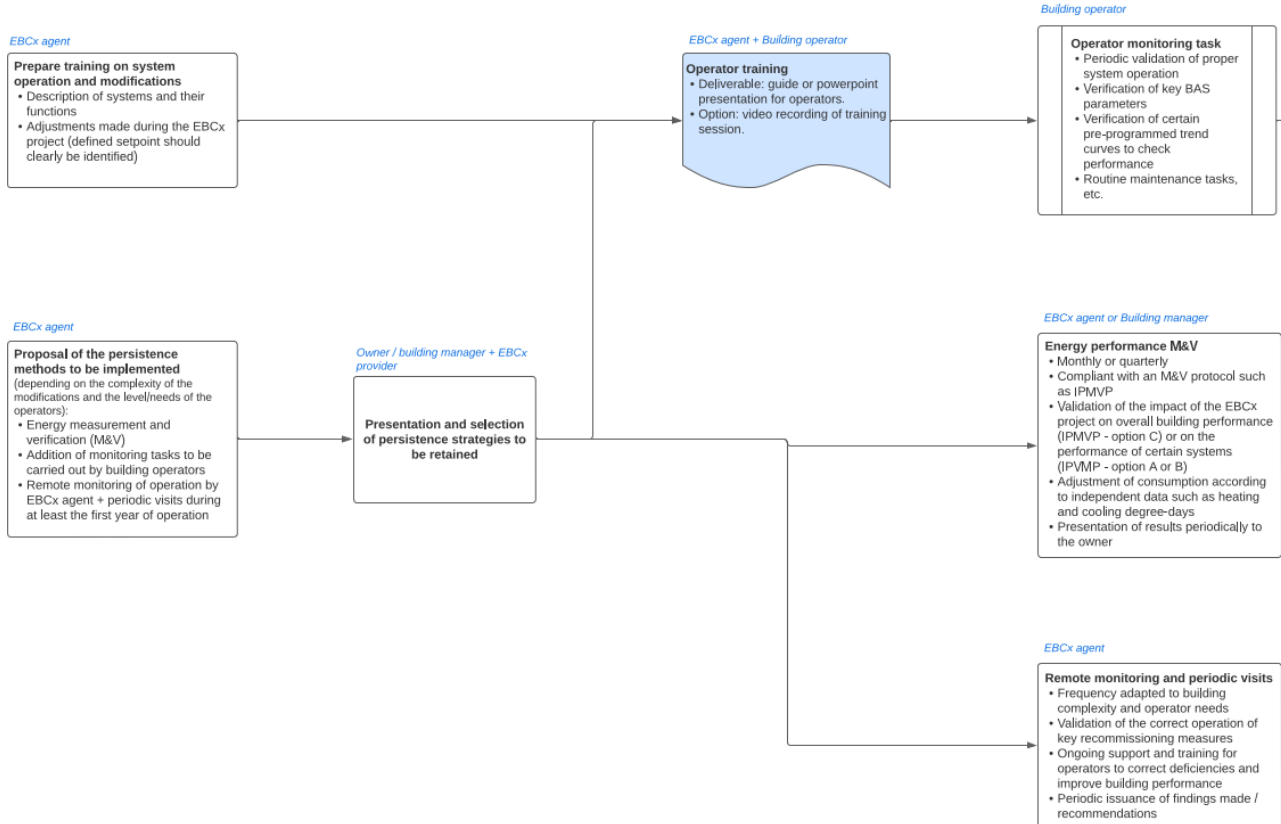 EBCx agent
Prepare training on system
operation and modifications
• Description of systems and their
functions
• Adjustments made during the EBCx
project (defined setpoint should
clearly be identified)
EBCx agent + Building operator
Operator training
• Deliverable: guide or powerpoint
presentation for operators.
• Option: video recording of training
session.
Building operator
Operator monitoring task
• Periodic validation of proper
system operation
• Verification of key BAS
parameters
• Verification of certain
pre-programmed trend
curves to check
performance
• Routine maintenance tasks,
etc.
EBCx agent
Proposal of the persistence
methods to be implemented
(depending on the complexity of the
modifications and the level/needs of the
operators):
• Energy measurement and
verification (M&V)
• Addition of monitoring tasks to be
carried out by building operators
• Remote monitoring of operation by
EBCx agent + periodic visits during
at least the first year of operation
Owner / building manager + EBCx
provider
Presentation and selection
of persistence strategies to
be retained
EBCx agent or Building manager
Energy performance M&V
• Monthly or quarterly
• Compliant with an M&V protocol such
as IPMVP
• Validation of the impact of the EBCx
project on overall building performance
(IPMVP - option C) or on the
performance of certain systems
(IPVMP - option A or B)
• Adjustment of consumption according
to independent data such as heating
and cooling degree-days
• Presentation of results periodically to
the owner
EBCx agent
Remote monitoring and periodic visits
• Frequency adapted to building
complexity and operator needs
• Validation of the correct operation of
key recommissioning measures
• Ongoing support and training for
operators to correct deficiencies and
improve building performance
• Periodic issuance of findings made /
recommendations